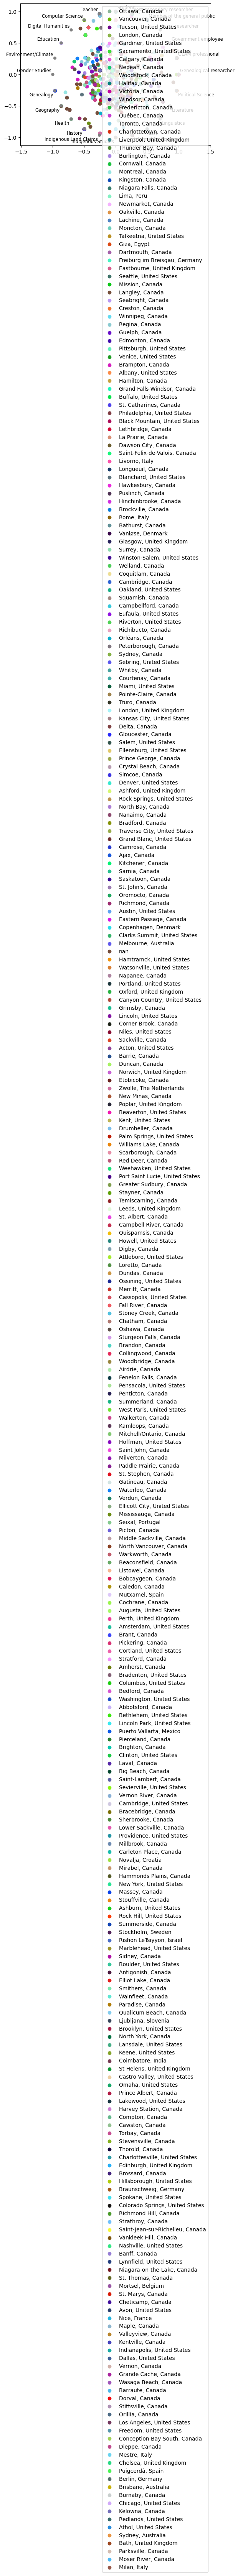 1.0
0.5
0.0
−0.5
−1.0
−1.5
−1.0
−0.5
Teacher
Computer Science
Digital Humanities
Education
Environment/Climate
Gender Studies
Genealogy
Geography
Health
History
Indigenous Land Claims
Political Science
Ottawa, Canada
Vancouver, Canada
Tucson, United States
London, Canada
Gardiner, United States
Sacramento, United States
Calgary, Canada
Nepean, Canada
Woodstock, Canada
Halifax, Canada
Victoria, Canada
Windsor, Canada
Fredericton, Canada
Québec, Canada
Toronto, Canada
Charlottetown, Canada
Liverpool, United Kingdom
Thunder Bay, Canada
Burlington, Canada
Cornwall, Canada
Montreal, Canada
Kingston, Canada
Niagara Falls, Canada
Lima, Peru
Newmarket, Canada
Oakville, Canada
Lachine, Canada
Moncton, Canada
Talkeetna, United States
Giza, Egypt
Dartmouth, Canada
Freiburg im Breisgau, Germany
Eastbourne, United Kingdom
Seattle, United States
Mission, Canada
Langley, Canada
Seabright, Canada
Creston, Canada
Winnipeg, Canada
Regina, Canada
Guelph, Canada
Edmonton, Canada
Pittsburgh, United States
Venice, United States
Brampton, Canada
Albany, United States
Hamilton, Canada
Grand Falls-Windsor, Canada
Buffalo, United States
St. Catharines, Canada
Philadelphia, United States
Black Mountain, United States
Lethbridge, Canada
La Prairie, Canada
Dawson City, Canada
Saint-Felix-de-Valois, Canada
Livorno, Italy
Longueuil, Canada
Blanchard, United States
Hawkesbury, Canada
Puslinch, Canada
Hinchinbrooke, Canada
Brockville, Canada
Rome, Italy
Bathurst, Canada
Vanløse, Denmark
Glasgow, United Kingdom
Surrey, Canada
Winston-Salem, United States
Welland, Canada
Coquitlam, Canada
Cambridge, Canada
Oakland, United States
Squamish, Canada
Campbellford, Canada
Eufaula, United States
Riverton, United States
Richibucto, Canada
Orléans, Canada
Peterborough, Canada
Sydney, Canada
Sebring, United States
Whitby, Canada
Courtenay, Canada
Miami, United States
Pointe-Claire, Canada
Truro, Canada
London, United Kingdom
Kansas City, United States
Delta, Canada
Gloucester, Canada
Salem, United States
Ellensburg, United States
Prince George, Canada
Crystal Beach, Canada
Simcoe, Canada
Denver, United States
Ashford, United Kingdom
Rock Springs, United States
North Bay, Canada
Nanaimo, Canada
Bradford, Canada
Traverse City, United States
Grand Blanc, United States
Camrose, Canada
Ajax, Canada
Kitchener, Canada
Sarnia, Canada
Saskatoon, Canada
St. John's, Canada
Oromocto, Canada
Richmond, Canada
Austin, United States
Eastern Passage, Canada
Copenhagen, Denmark
Clarks Summit, United States
Melbourne, Australia
nan
Hamtramck, United States
Watsonville, United States
Napanee, Canada
Portland, United States
Oxford, United Kingdom
Canyon Country, United States
Grimsby, Canada
Lincoln, United States
Corner Brook, Canada
Niles, United States
Sackville, Canada
Acton, United States
Barrie, Canada
Duncan, Canada
Norwich, United Kingdom
Etobicoke, Canada
Zwolle, The Netherlands
New Minas, Canada
Poplar, United Kingdom
Beaverton, United States
Kent, United States
Drumheller, Canada
Palm Springs, United States
Williams Lake, Canada
Scarborough, Canada
Red Deer, Canada
Weehawken, United States
Port Saint Lucie, United States
Greater Sudbury, Canada
Stayner, Canada
Temiscaming, Canada
Leeds, United Kingdom
St. Albert, Canada
Campbell River, Canada
Quispamsis, Canada
Howell, United States
Digby, Canada
Attleboro, United States
Loretto, Canada
Dundas, Canada
Ossining, United States
Merritt, Canada
Cassopolis, United States
Fall River, Canada
Stoney Creek, Canada
Chatham, Canada
Oshawa, Canada
Sturgeon Falls, Canada
Brandon, Canada
Collingwood, Canada
Woodbridge, Canada
Airdrie, Canada
Fenelon Falls, Canada
Pensacola, United States
Penticton, Canada
Summerland, Canada
West Paris, United States
Walkerton, Canada
Kamloops, Canada
Mitchell/Ontario, Canada
Hoffman, United States
Saint John, Canada
Milverton, Canada
Paddle Prairie, Canada
St. Stephen, Canada
Gatineau, Canada
Waterloo, Canada
Verdun, Canada
Ellicott City, United States
Mississauga, Canada
Seixal, Portugal
Picton, Canada
Middle Sackville, Canada
North Vancouver, Canada
Warkworth, Canada
Beaconsfield, Canada
Listowel, Canada
Bobcaygeon, Canada
Caledon, Canada
Mutxamel, Spain
Cochrane, Canada
Augusta, United States
Perth, United Kingdom
Amsterdam, United States
Brant, Canada
Pickering, Canada
Cortland, United States
Stratford, Canada
Amherst, Canada
Bradenton, United States
Columbus, United States
Bedford, Canada
Washington, United States
Abbotsford, Canada
Bethlehem, United States
Lincoln Park, United States
Puerto Vallarta, Mexico
Pierceland, Canada
Brighton, Canada
Clinton, United States
Laval, Canada
Big Beach, Canada
Saint-Lambert, Canada
Sevierville, United States
Vernon River, Canada
Cambridge, United States
Bracebridge, Canada
Sherbrooke, Canada
Lower Sackville, Canada
Providence, United States
Millbrook, Canada
Carleton Place, Canada
Novalja, Croatia
Mirabel, Canada
Hammonds Plains, Canada
New York, United States
Massey, Canada
Stouffville, Canada
Ashburn, United States
Rock Hill, United States
Summerside, Canada
Stockholm, Sweden
Rishon LeTsiyyon, Israel
Marblehead, United States
Sidney, Canada
Boulder, United States
Antigonish, Canada
Elliot Lake, Canada
Smithers, Canada
Wainfleet, Canada
Paradise, Canada
Qualicum Beach, Canada
Ljubljana, Slovenia
Brooklyn, United States
North York, Canada
Lansdale, United States
Keene, United States
Coimbatore, India
St Helens, United Kingdom
Castro Valley, United States
Omaha, United States
Prince Albert, Canada
Lakewood, United States
Harvey Station, Canada
Compton, Canada
Cawston, Canada
Torbay, Canada
Stevensville, Canada
Thorold, Canada
Charlottesville, United States
Edinburgh, United Kingdom
Brossard, Canada
Hillsborough, United States
Braunschweig, Germany
Spokane, United States
Colorado Springs, United States
Richmond Hill, Canada
Strathroy, Canada
Saint-Jean-sur-Richelieu, Canada
Vankleek Hill, Canada
Nashville, United States
Banff, Canada
Lynnfield, United States
Niagara-on-the-Lake, Canada
St. Thomas, Canada
Mortsel, Belgium
St. Marys, Canada
Cheticamp, Canada
Avon, United States
Nice, France
Maple, Canada
Valleyview, Canada
Kentville, Canada
Indianapolis, United States
Dallas, United States
Vernon, Canada
Grande Cache, Canada
Wasaga Beach, Canada
Barraute, Canada
Dorval, Canada
Stittsville, Canada
Orillia, Canada
Los Angeles, United States
Freedom, United States
Conception Bay South, Canada
Dieppe, Canada
Mestre, Italy
Chelsea, United Kingdom
Puigcerdà, Spain
Berlin, Germany
Brisbane, Australia
Burnaby, Canada
Chicago, United States
Kelowna, Canada
Redlands, United States
Athol, United States
Sydney, Australia
Bath, United Kingdom
Parksville, Canada
Moser River, Canada
Milan, Italy